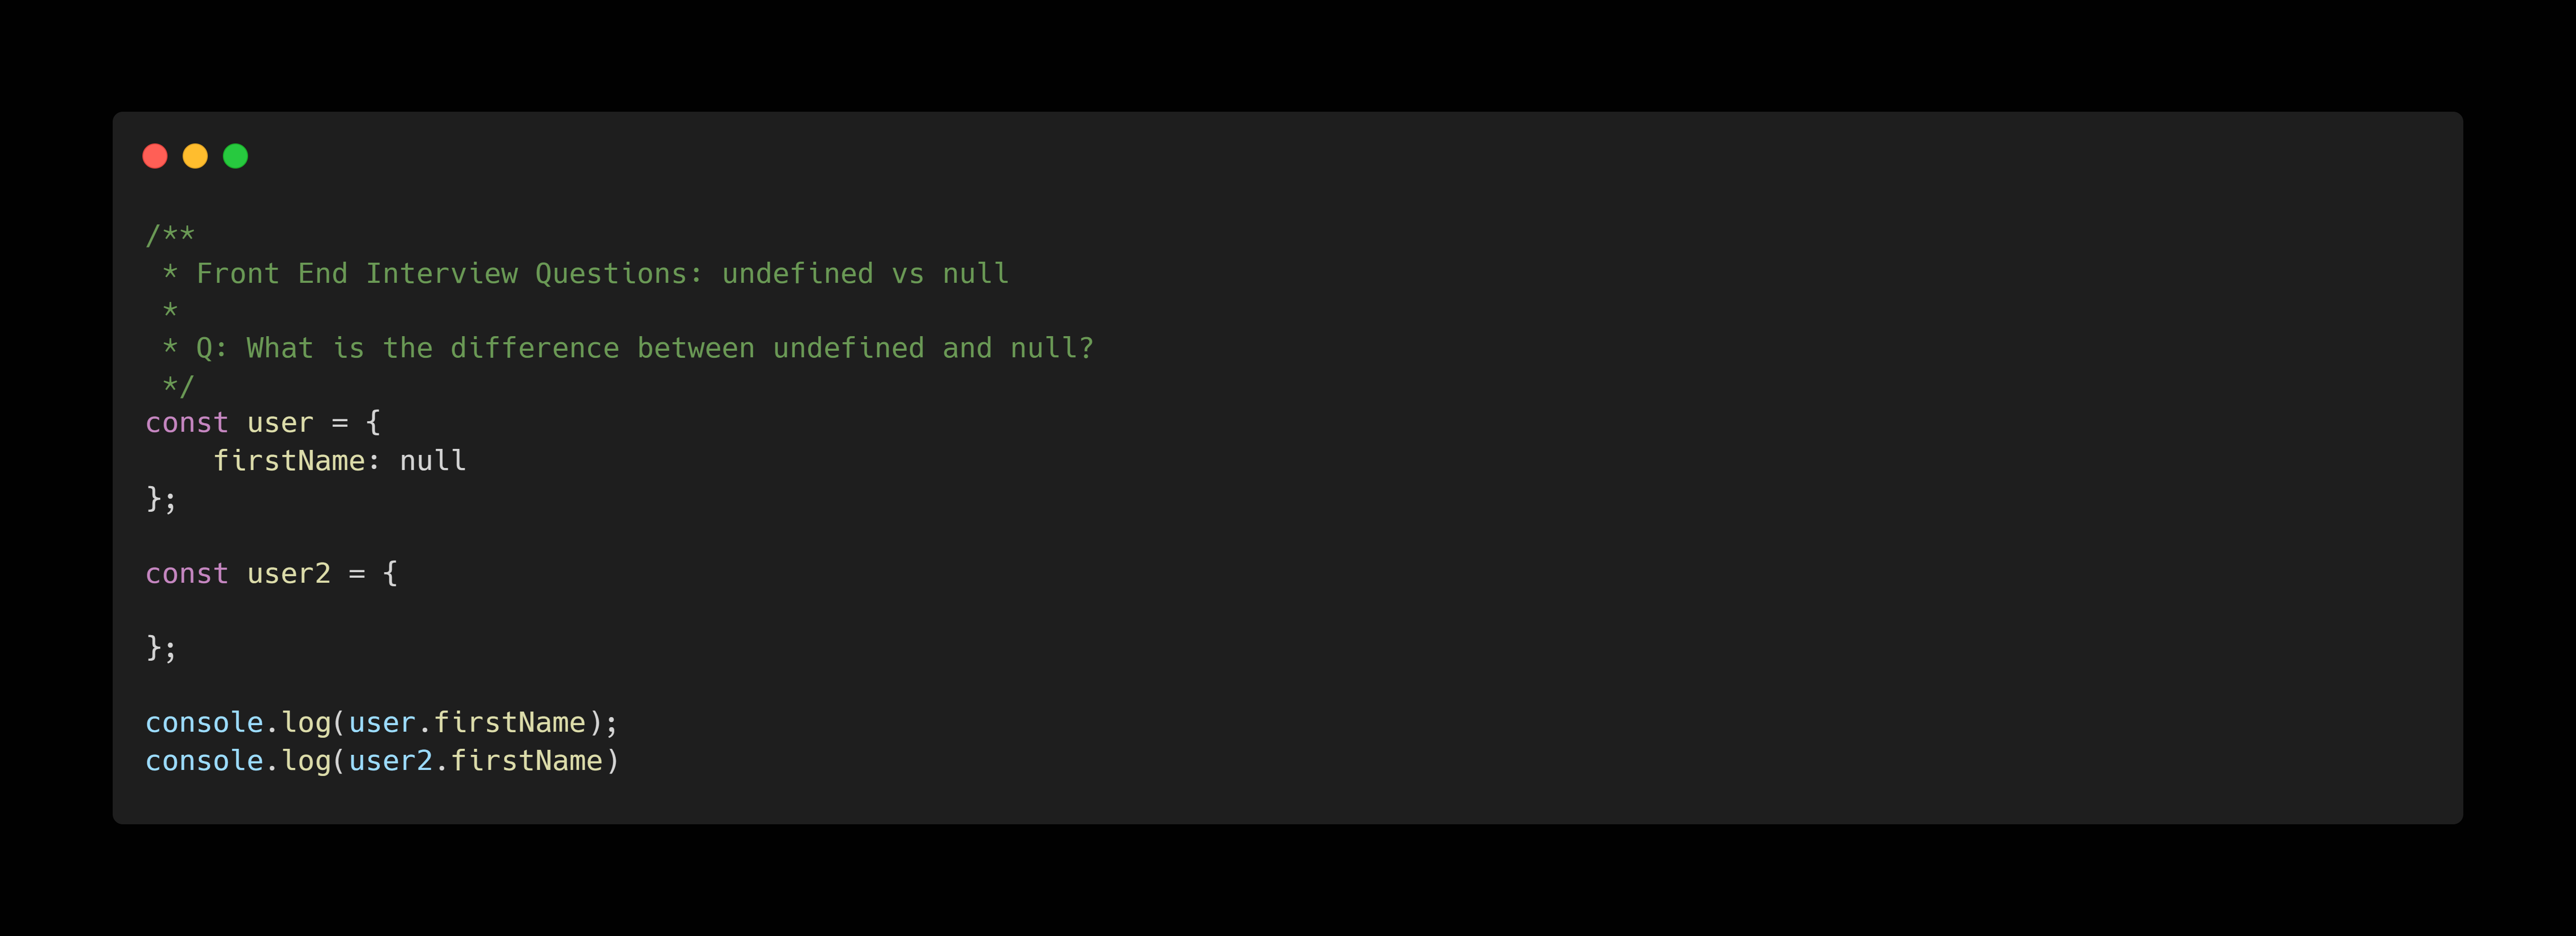 /**
 * Front End Interview Questions: undefined vs null
 *
 * Q: What is the difference between undefined and null?
 */
const user = {
    firstName: null
};
const user2 = {
};
console.log(user.firstName);
console.log(user2.firstName)